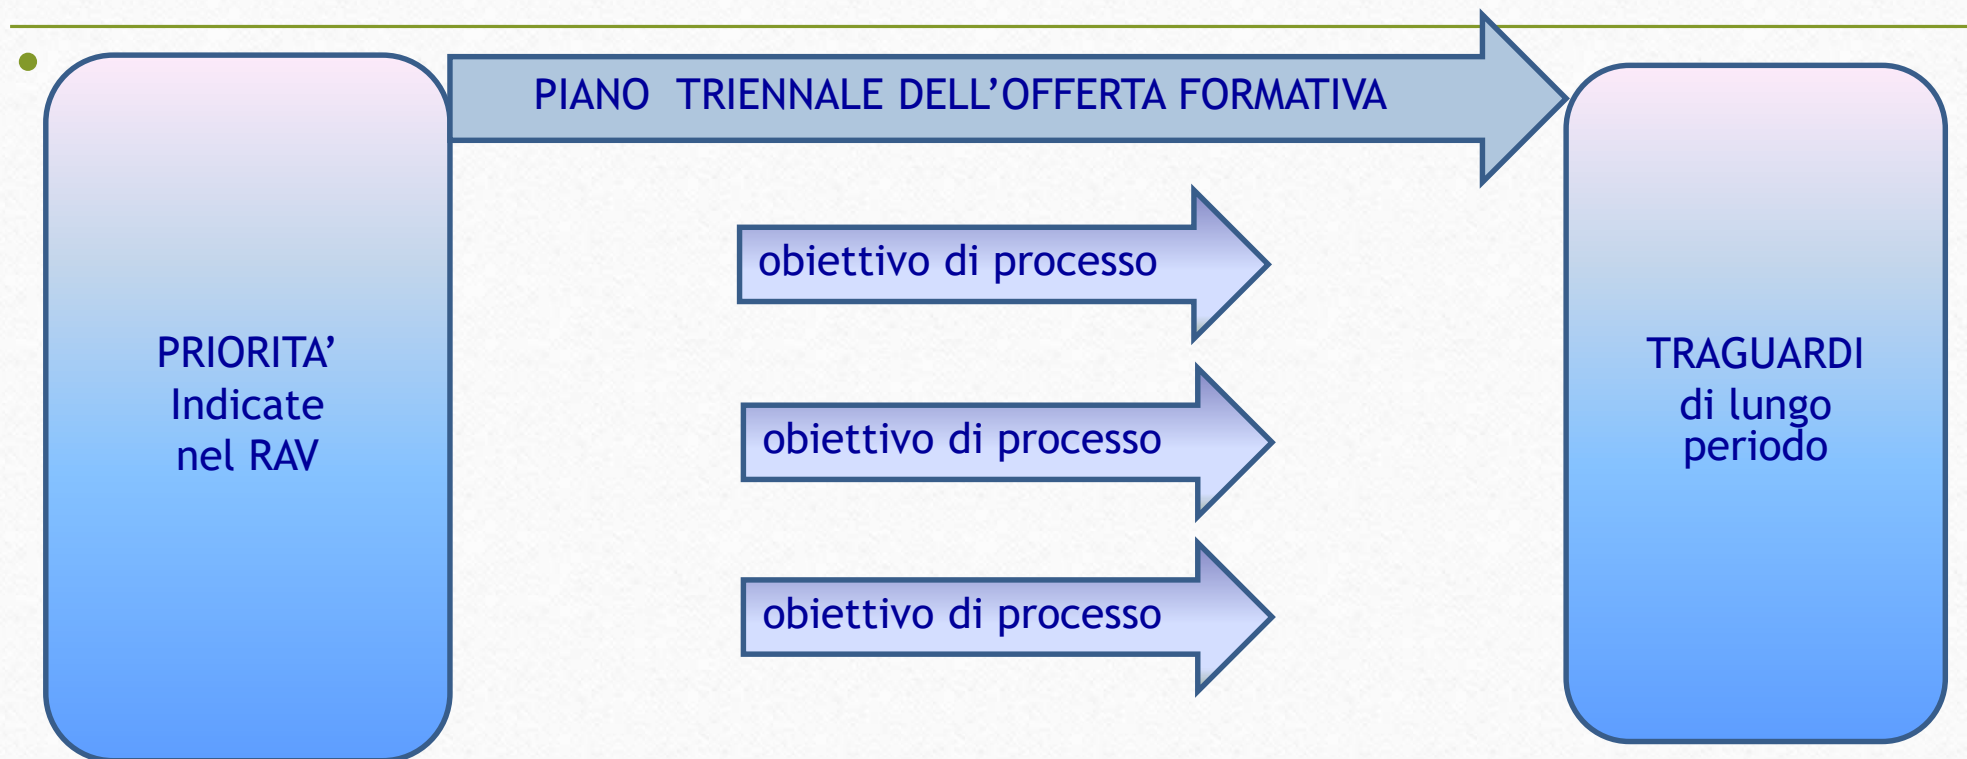 PIANO  TRIENNALE DELL’OFFERTA FORMATIVA
PRIORITA’
Indicate
nel RAV
obiettivo di processo
obiettivo di processo
obiettivo di processo
TRAGUARDI
di lungo
periodo